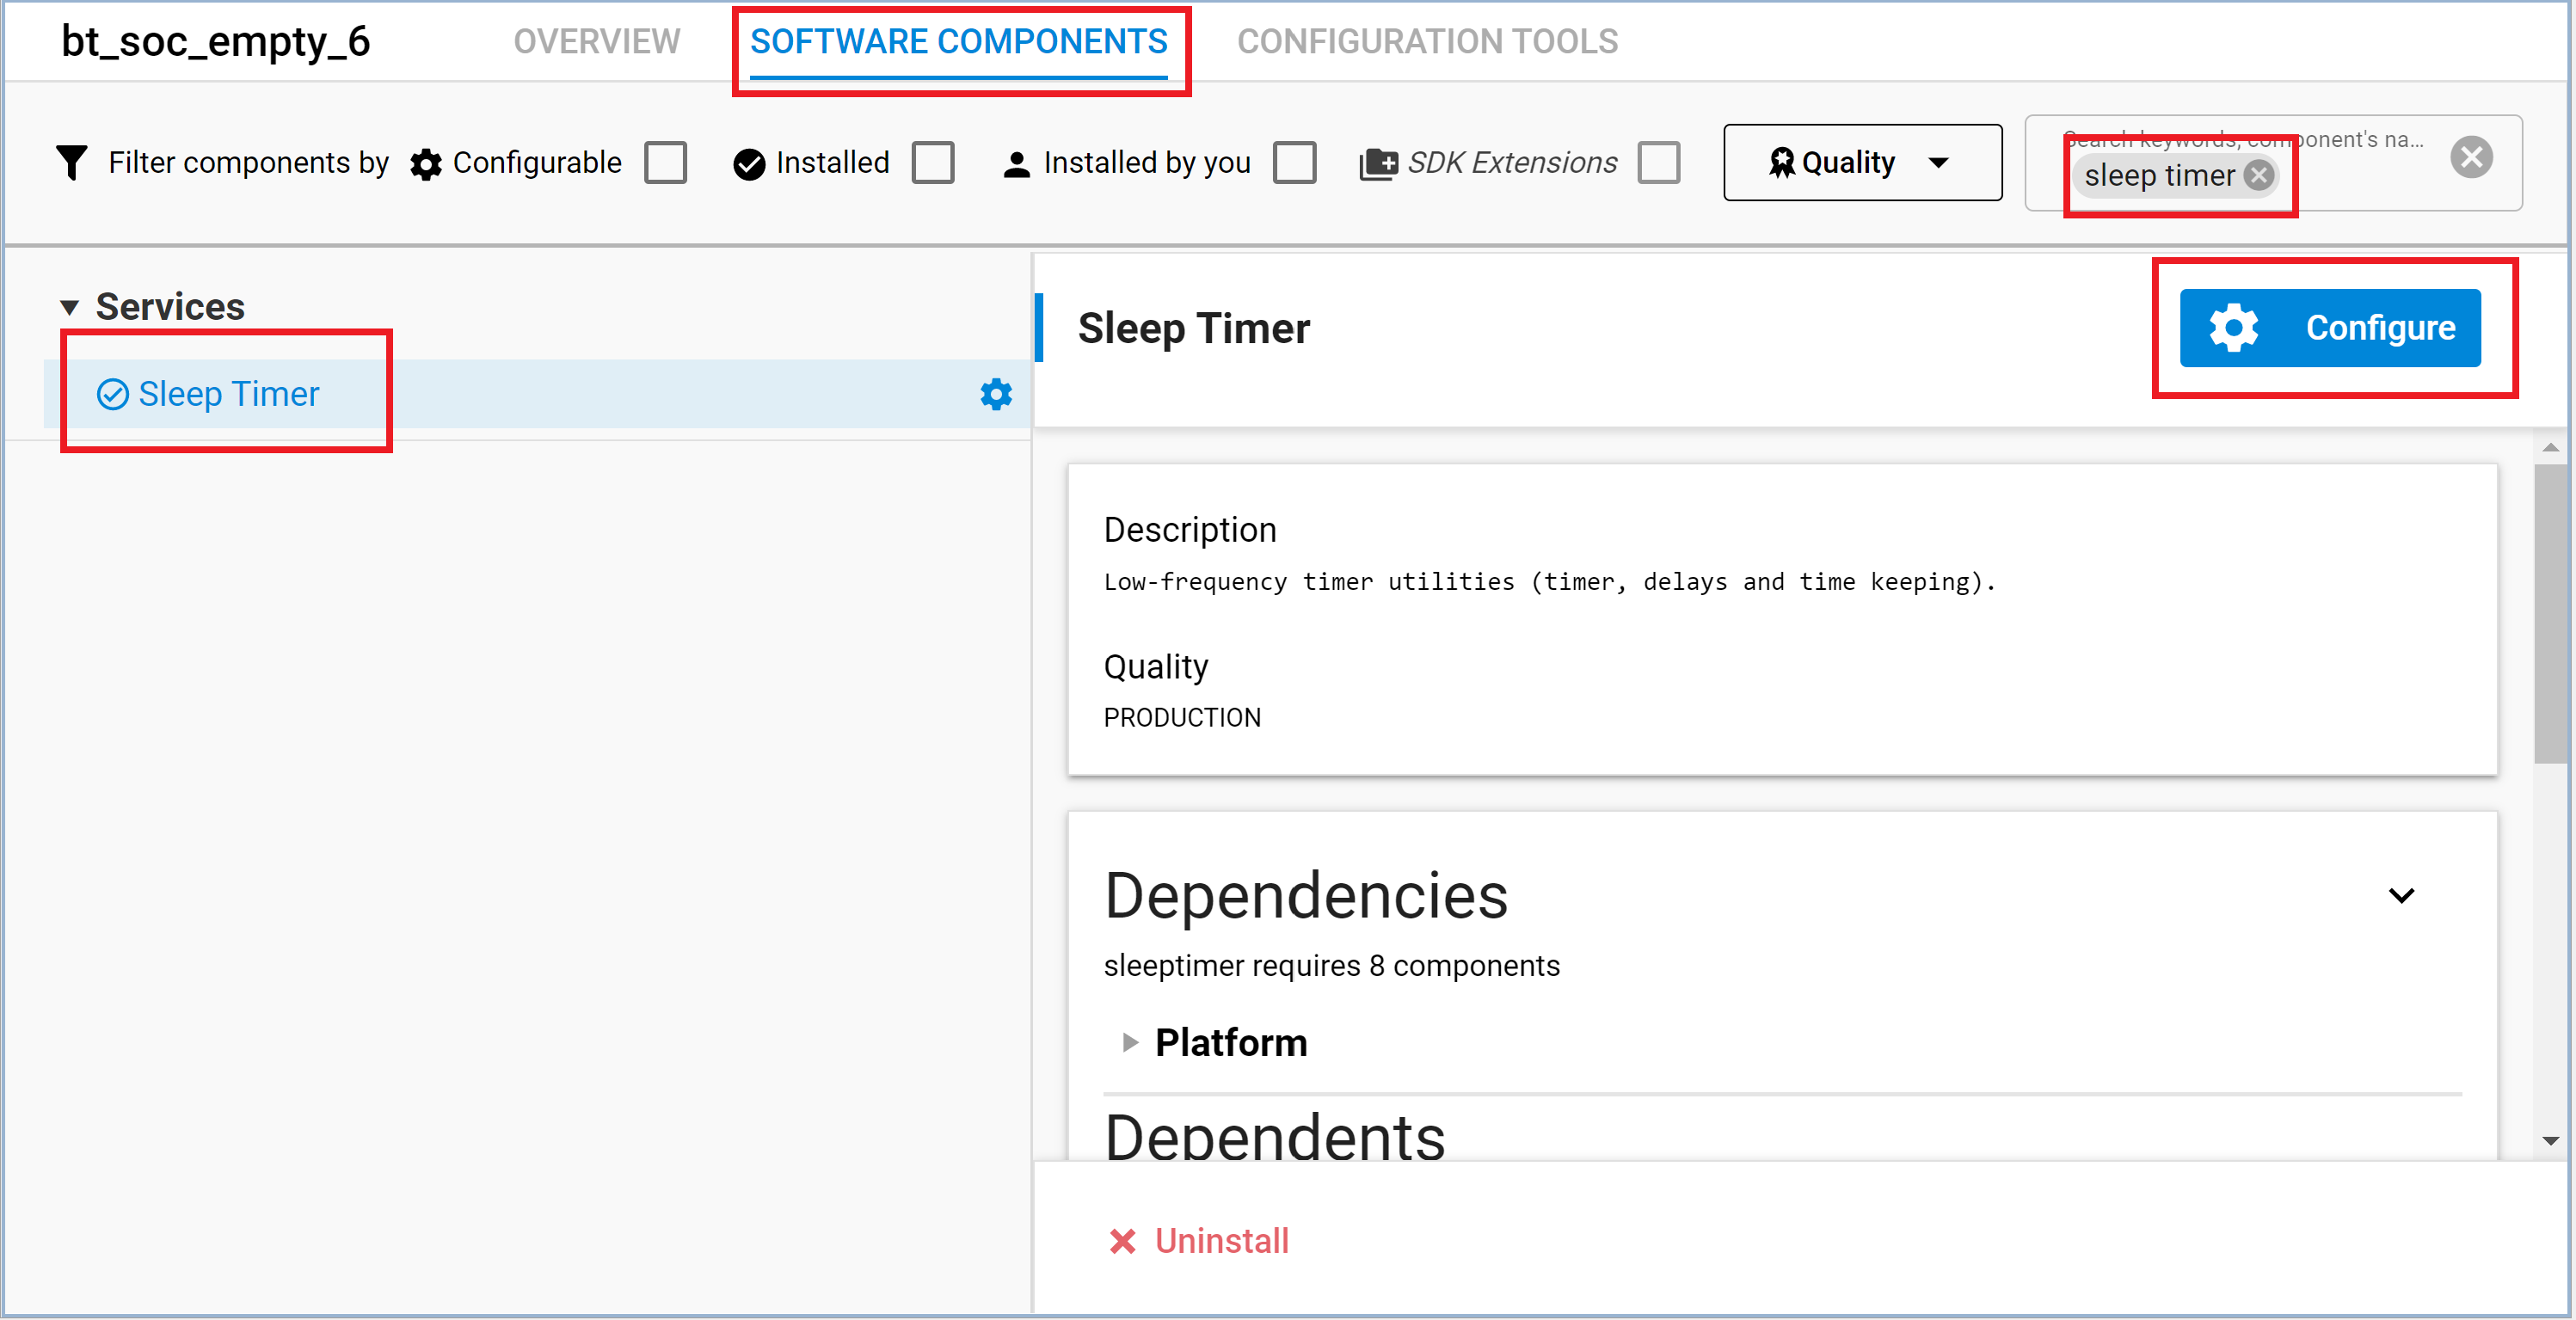 bt_soc_empty_6 OVERVIEW SOFTWARE COMPONENTS CONFIGURATION TOOLS
Filter components by Configurable Installed Installed by you SDK Extensions Quality
Search keywords, component's na...
sleep timer
Services
Sleep Timer
Sleep Timer
Configure
Description
Low-frequency timer utilities (timer, delays and time keeping).
Quality
PRODUCTION
Dependencies
sleeptimer requires 8 components
Platform
Dependents
Uninstall